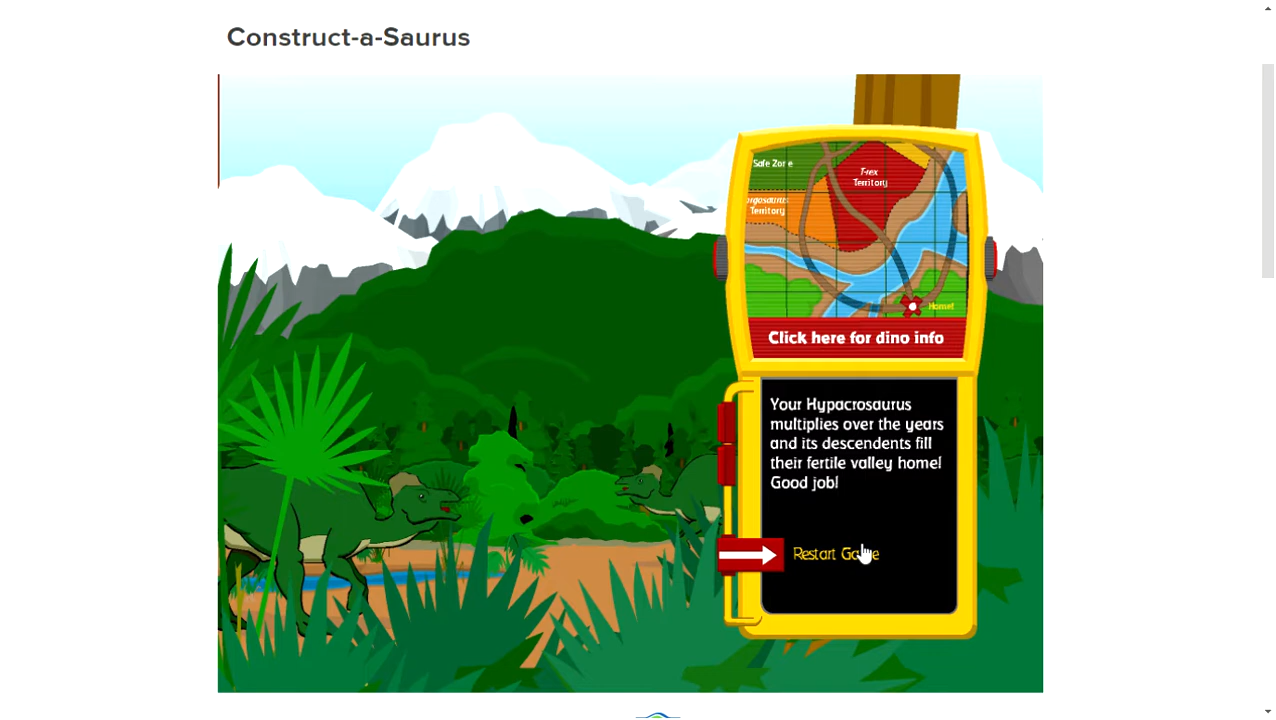 Construct-a-Saurus
Safe Zone
T-rex
Territory
orgosaurus
Territory
Home!
Click here for dino info
Your Hypacrosaurus
multiplies over the years
and its descendents fill
their fertile valley home!
Good job!
Restart Game